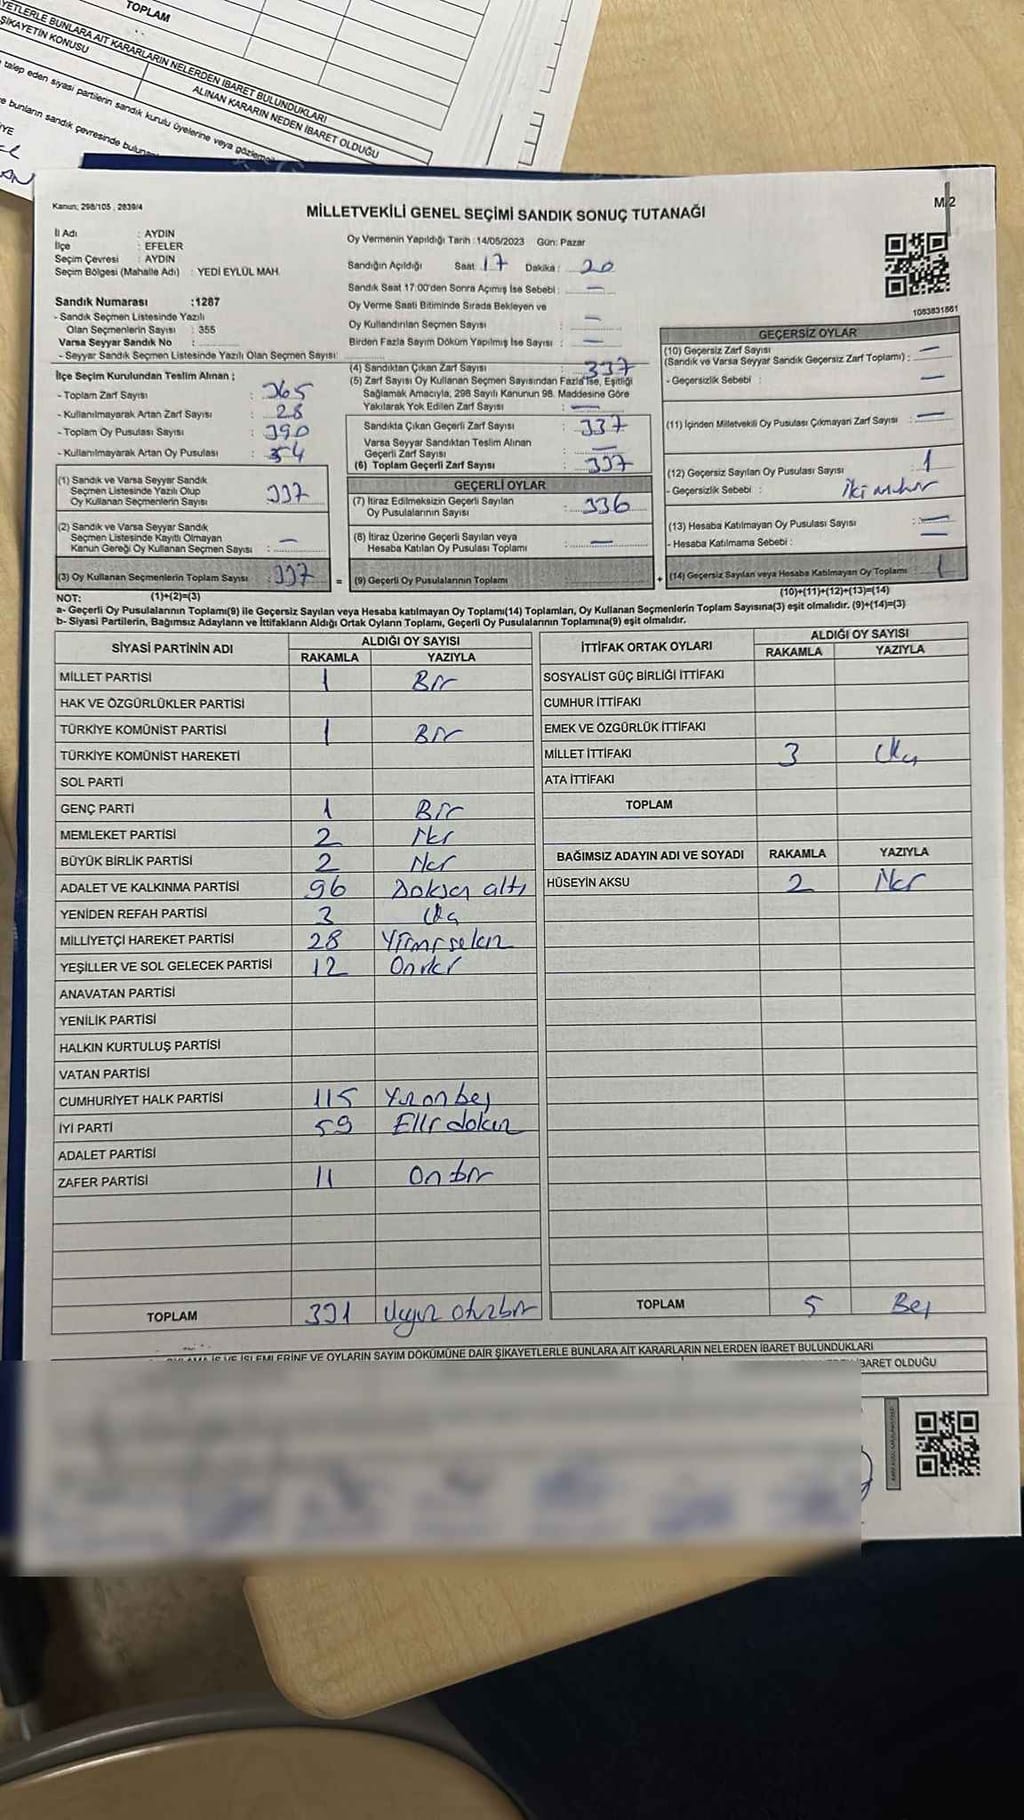 TOPLAM
YETLERLE BUNLARA AİT KARARLARIN NELERDEN İBARET BULUNDUKLARI
ŞİKAYETİN KONUSU
ALINAN KARARIN NEDEN İBARET OLDUĞU
talep eden siyasi partilerin sandık kurulu üyelerine veya
bunların sandık çevresinde
Kanun; 298/105 , 2839/4
M 2
MİLLETVEKİLİ GENEL SEÇİMİ SANDIK SONUÇ TUTANAĞI
İl Adı : AYDIN
İlçe : EFELER
Seçim Çevresi : AYDIN
Seçim Bölgesi (Mahalle Adı) : YEDİ EYLÜL MAH.
Sandık Numarası :1287
- Sandık Seçmen Listesinde Yazılı
Olan Seçmenlerin Sayısı : 355
Varsa Seyyar Sandık No :
- Seyyar Sandık Seçmen Listesinde Yazılı Olan Seçmen Sayısı:
Oy Vermenin Yapıldığı Tarih :14/05/2023 Gün: Pazar
Sandığın Açıldığı Saat 17 Dakika : 20
Sandık Saat 17:00'den Sonra Açımış İse Sebebi : —
Oy Verme Saati Bitiminde Sırada Bekleyen ve
Oy Kullandırılan Seçmen Sayısı : —
Birden Fazla Sayım Döküm Yapılmış İse Sayısı : —
1083831861
İlçe Seçim Kurulundan Teslim Alınan ;
- Toplam Zarf Sayısı : 365
- Kullanılmayarak Artan Zarf Sayısı : 28
- Toplam Oy Pusulası Sayısı : 390
- Kullanılmayarak Artan Oy Pusulası : 54
(1) Sandık ve Varsa Seyyar Sandık
Seçmen Listesinde Yazılı Olup
Oy Kullanan Seçmenlerin Sayısı : 337
(2) Sandık ve Varsa Seyyar Sandık
Seçmen Listesinde Kayıtlı Olmayan
Kanun Gereği Oy Kullanan Seçmen Sayısı : —
(3) Oy Kullanan Seçmenlerin Toplam Sayısı : 337
(4) Sandıktan Çıkan Zarf Sayısı : 337
(5) Zarf Sayısı Oy Kullanan Seçmen Sayısından Fazla İse, Eşitliği
Sağlamak Amacıyla, 298 Sayılı Kanunun 98. Maddesine Göre
Yakılarak Yok Edilen Zarf Sayısı : —
Sandıkta Çıkan Geçerli Zarf Sayısı : 337
Varsa Seyyar Sandıktan Teslim Alınan
Geçerli Zarf Sayısı : —
(6) Toplam Geçerli Zarf Sayısı : 337
GEÇERLİ OYLAR
(7) İtiraz Edilmeksizin Geçerli Sayılan
Oy Pusulalarının Sayısı : 336
(8) İtiraz Üzerine Geçerli Sayılan veya
Hesaba Katılan Oy Pusulası Toplamı : —
= (9) Geçerli Oy Pusulalarının Toplamı
GEÇERSİZ OYLAR
(10) Geçersiz Zarf Sayısı
(Sandık ve Varsa Seyyar Sandık Geçersiz Zarf Toplamı) : —
- Geçersizlik Sebebi : —
(11) İçinden Milletvekili Oy Pusulası Çıkmayan Zarf Sayısı : —
(12) Geçersiz Sayılan Oy Pusulası Sayısı : 1
- Geçersizlik Sebebi : İki mühür
(13) Hesaba Katılmayan Oy Pusulası Sayısı : —
- Hesaba Katılmama Sebebi : —
+ (14) Geçersiz Sayılan veya Hesaba Katılmayan Oy Toplamı : 1
NOT: (1)+(2)=(3)
(10)+(11)+(12)+(13)=(14)
a- Geçerli Oy Pusulalarının Toplamı(9) ile Geçersiz Sayılan veya Hesaba katılmayan Oy Toplamı(14) Toplamları, Oy Kullanan Seçmenlerin Toplam Sayısına(3) eşit olmalıdır. (9)+(14)=(3)
b- Siyasi Partilerin, Bağımsız Adayların ve İttifakların Aldığı Ortak Oyların Toplamı, Geçerli Oy Pusulalarının Toplamına(9) eşit olmalıdır.
SİYASİ PARTİNİN ADI ALDIĞI OY SAYISI
RAKAMLA YAZIYLA
MİLLET PARTİSİ 1 Bir
HAK VE ÖZGÜRLÜKLER PARTİSİ
TÜRKİYE KOMÜNİST PARTİSİ 1 Bir
TÜRKİYE KOMÜNİST HAREKETİ
SOL PARTİ
GENÇ PARTİ 1 Bir
MEMLEKET PARTİSİ 2 İki
BÜYÜK BİRLİK PARTİSİ 2 İki
ADALET VE KALKINMA PARTİSİ 96 Doksan altı
YENİDEN REFAH PARTİSİ 3 Üç
MİLLİYETÇİ HAREKET PARTİSİ 28 Yirmi sekiz
YEŞİLLER VE SOL GELECEK PARTİSİ 12 On iki
ANAVATAN PARTİSİ
YENİLİK PARTİSİ
HALKIN KURTULUŞ PARTİSİ
VATAN PARTİSİ
CUMHURİYET HALK PARTİSİ 115 Yüz on beş
İYİ PARTİ 59 Elli dokuz
ADALET PARTİSİ
ZAFER PARTİSİ 11 On bir
TOPLAM 331 Üçyüz otuzbir
İTTİFAK ORTAK OYLARI ALDIĞI OY SAYISI
RAKAMLA YAZIYLA
SOSYALİST GÜÇ BİRLİĞİ İTTİFAKI
CUMHUR İTTİFAKI
EMEK VE ÖZGÜRLÜK İTTİFAKI
MİLLET İTTİFAKI 3 Üç
ATA İTTİFAKI
TOPLAM
BAĞIMSIZ ADAYIN ADI VE SOYADI RAKAMLA YAZIYLA
HÜSEYİN AKSU 2 İki
TOPLAM 5 Beş
İŞ VE İŞLEMLERİNE VE OYLARIN SAYIM DÖKÜMÜNE DAİR ŞİKAYETLERLE BUNLARA AİT KARARLARIN NELERDEN İBARET BULUNDUKLARI
İBARET OLDUĞU